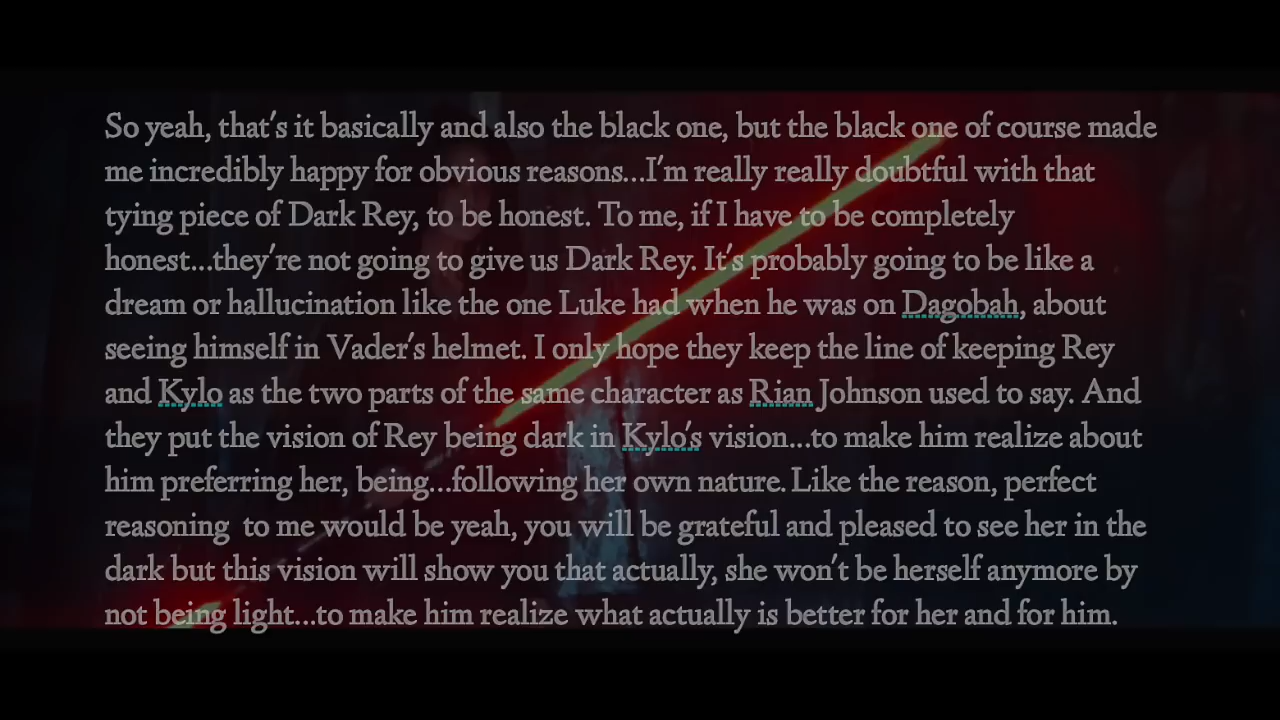 So yeah, that's it basically and also the black one, but the black one of course made
me incredibly happy for obvious reasons...I'm really really doubtful with that
tying piece of Dark Rey, to be honest. To me, if I have to be completely
honest...they're not going to give us Dark Rey. It's probably going to be like a
dream or hallucination like the one Luke had when he was on Dagobah, about
seeing himself in Vader's helmet. I only hope they keep the line of keeping Rey
and Kylo as the two parts of the same character as Rian Johnson used to say. And
they put the vision of Rey being dark in Kylo's vision...to make him realize about
him preferring her, being...following her own nature. Like the reason, perfect
reasoning  to me would be yeah, you will be grateful and pleased to see her in the
dark but this vision will show you that actually, she won't be herself anymore by
not being light...to make him realize what actually is better for her and for him.